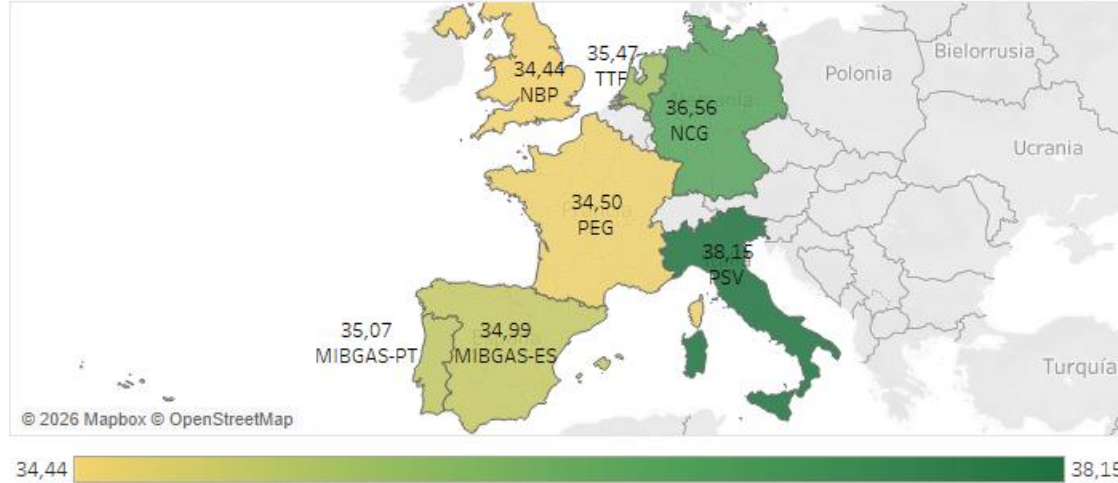 34,44
NBP
35,47
TTF
36,56
NCG
Polonia
Bielorrusia
Ucrania
34,50
PEG
38,15
PSV
35,07
MIBGAS-PT
34,99
MIBGAS-ES
Turquía
© 2026 Mapbox © OpenStreetMap
34,44
38,15